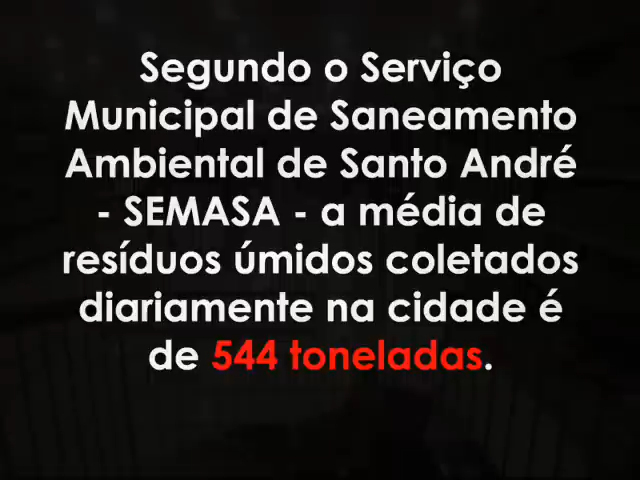 Segundo o Serviço
Municipal de Saneamento
Ambiental de Santo André
- SEMASA - a média de
resíduos úmidos coletados
diariamente na cidade é
de 544 toneladas.